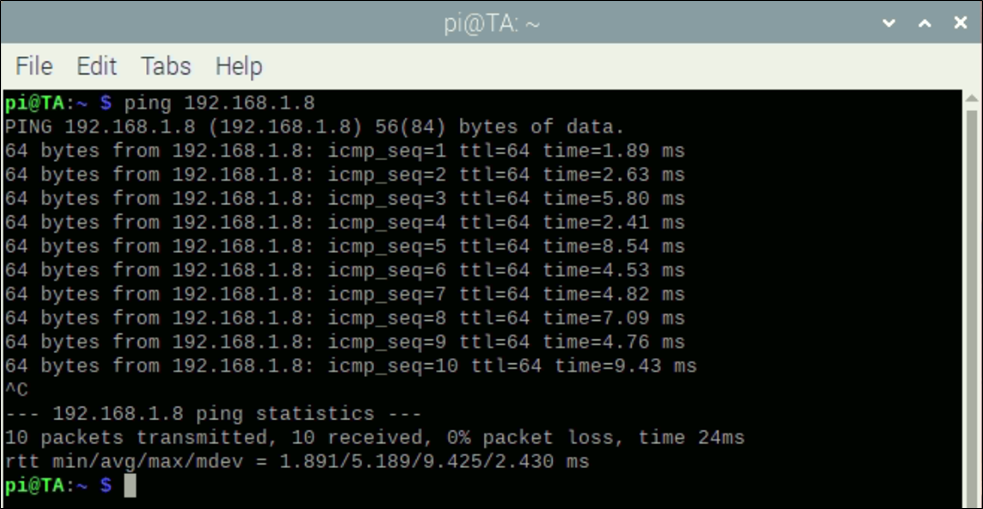 pi@TA: ~
File Edit Tabs Help
pi@TA:~ $ ping 192.168.1.8
PING 192.168.1.8 (192.168.1.8) 56(84) bytes of data.
64 bytes from 192.168.1.8: icmp_seq=1 ttl=64 time=1.89 ms
64 bytes from 192.168.1.8: icmp_seq=2 ttl=64 time=2.63 ms
64 bytes from 192.168.1.8: icmp_seq=3 ttl=64 time=5.80 ms
64 bytes from 192.168.1.8: icmp_seq=4 ttl=64 time=2.41 ms
64 bytes from 192.168.1.8: icmp_seq=5 ttl=64 time=8.54 ms
64 bytes from 192.168.1.8: icmp_seq=6 ttl=64 time=4.53 ms
64 bytes from 192.168.1.8: icmp_seq=7 ttl=64 time=4.82 ms
64 bytes from 192.168.1.8: icmp_seq=8 ttl=64 time=7.09 ms
64 bytes from 192.168.1.8: icmp_seq=9 ttl=64 time=4.76 ms
64 bytes from 192.168.1.8: icmp_seq=10 ttl=64 time=9.43 ms
^C
--- 192.168.1.8 ping statistics ---
10 packets transmitted, 10 received, 0% packet loss, time 24ms
rtt min/avg/max/mdev = 1.891/5.189/9.425/2.430 ms
pi@TA:~ $